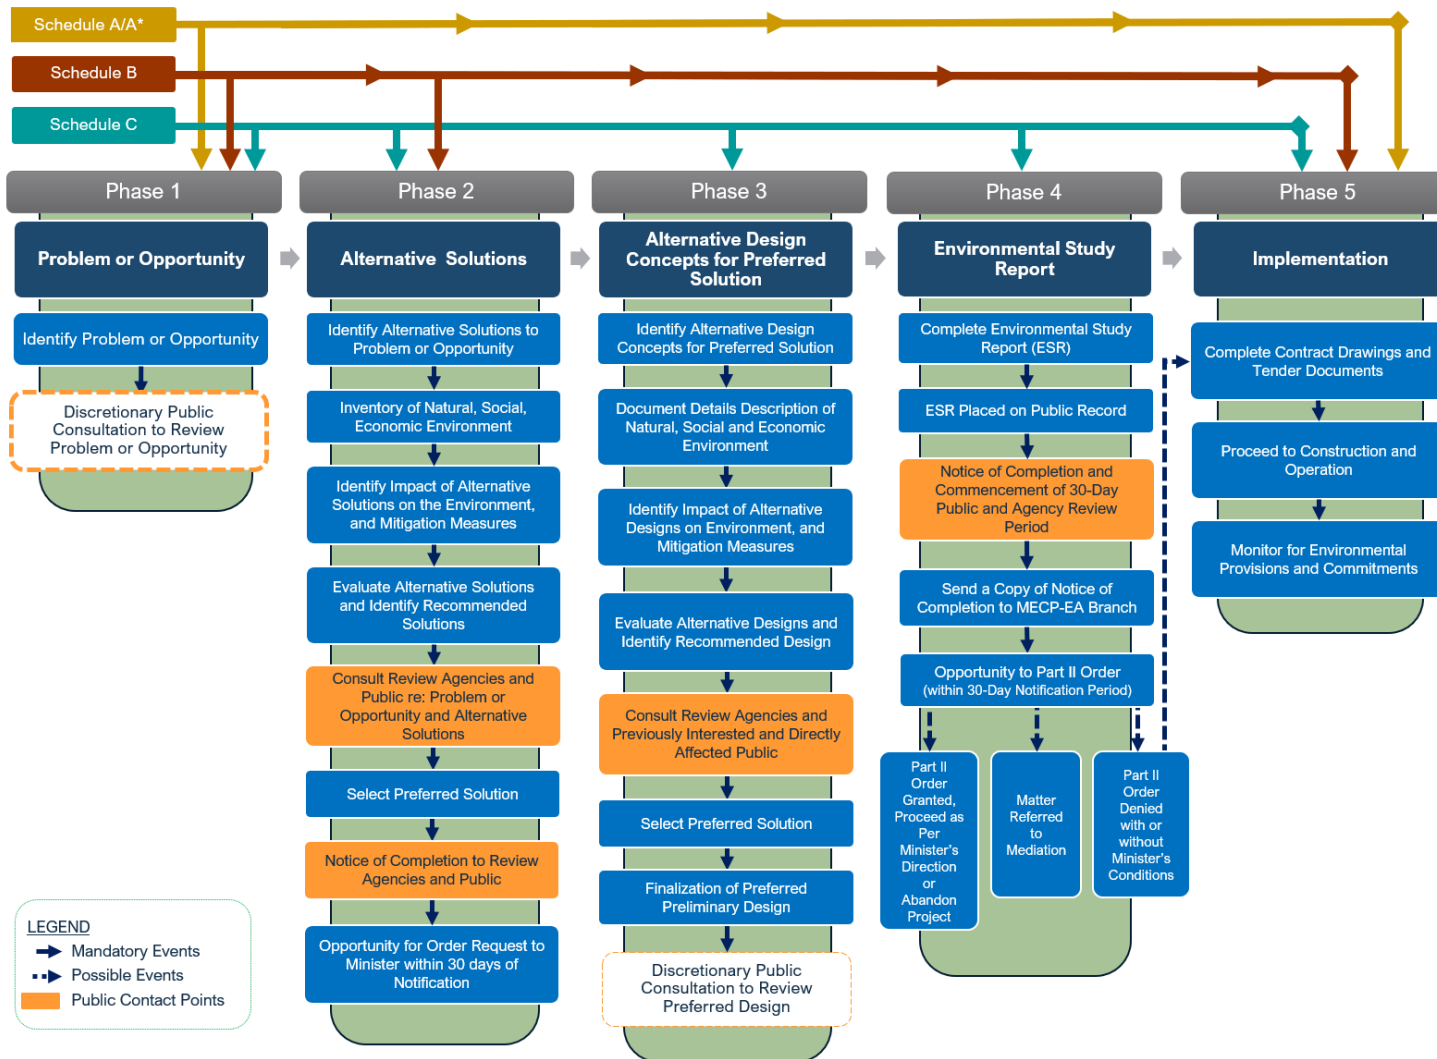 Schedule A/A*
Schedule B
Schedule C
Phase 1
Problem or Opportunity
Identify Problem or Opportunity
Discretionary Public
Consultation to Review
Problem or Opportunity
Phase 2
Alternative Solutions
Identify Alternative Solutions to
Problem or Opportunity
Inventory of Natural, Social,
Economic Environment
Identify Impact of Alternative
Solutions on the Environment,
and Mitigation Measures
Evaluate Alternative Solutions
and Identify Recommended
Solutions
Consult Review Agencies and
Public re: Problem or
Opportunity and Alternative
Solutions
Select Preferred Solution
Notice of Completion to Review
Agencies and Public
Opportunity for Order Request to
Minister within 30 days of
Notification
Phase 3
Alternative Design
Concepts for Preferred
Solution
Identify Alternative Design
Concepts for Preferred Solution
Document Details Description of
Natural, Social and Economic
Environment
Identify Impact of Alternative
Designs on Environment, and
Mitigation Measures
Evaluate Alternative Designs and
Identify Recommended Design
Consult Review Agencies and
Previously Interested and Directly
Affected Public
Select Preferred Solution
Finalization of Preferred
Preliminary Design
Discretionary Public
Consultation to Review
Preferred Design
Phase 4
Environmental Study
Report
Complete Environmental Study
Report (ESR)
ESR Placed on Public Record
Notice of Completion and
Commencement of 30-Day
Public and Agency Review
Period
Send a Copy of Notice of
Completion to MECP-EA Branch
Opportunity to Part II Order
(within 30-Day Notification Period)
Part II
Order
Granted,
Proceed as
Per
Minister's
Direction
or
Abandon
Project
Matter
Referred
to
Mediation
Part II
Order
Denied
with or
without
Minister's
Conditions
Phase 5
Implementation
Complete Contract Drawings and
Tender Documents
Proceed to Construction and
Operation
Monitor for Environmental
Provisions and Commitments
LEGEND
Mandatory Events
Possible Events
Public Contact Points